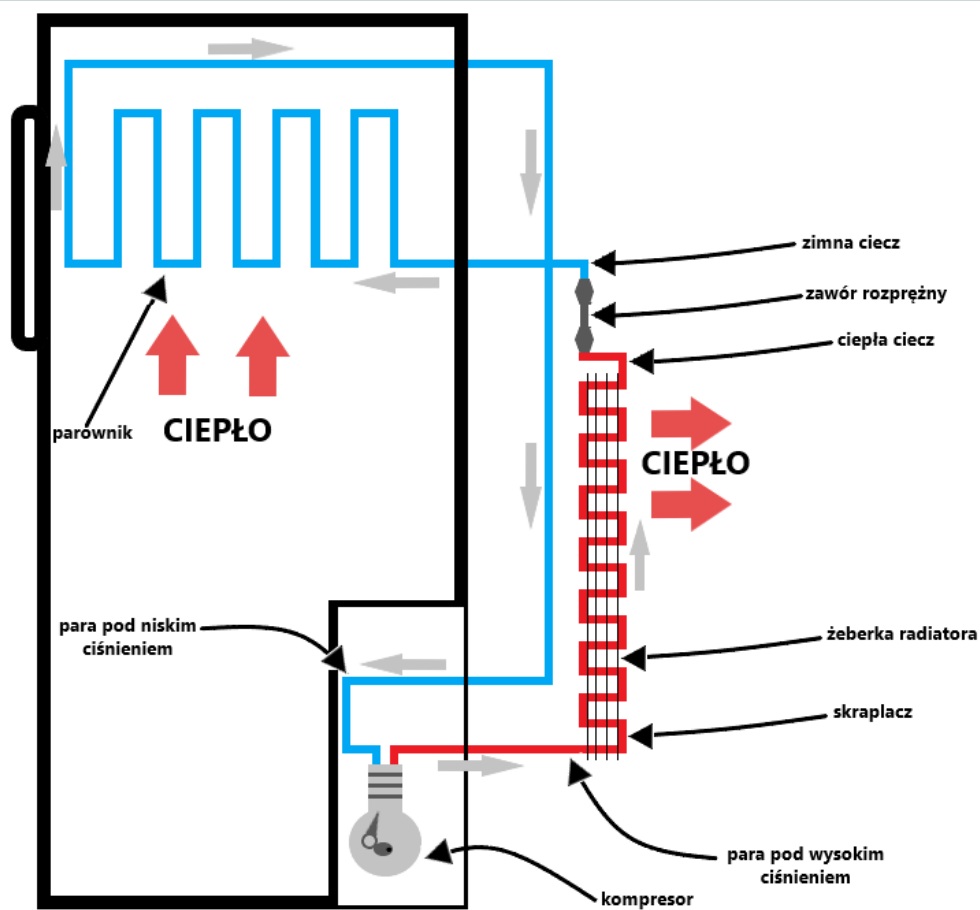 zimna ciecz
zawór rozprężny
ciepła ciecz
parownik
CIEPŁO
CIEPŁO
para pod niskim
ciśnieniem
żeberka radiatora
skraplacz
para pod wysokim
ciśnieniem
kompresor